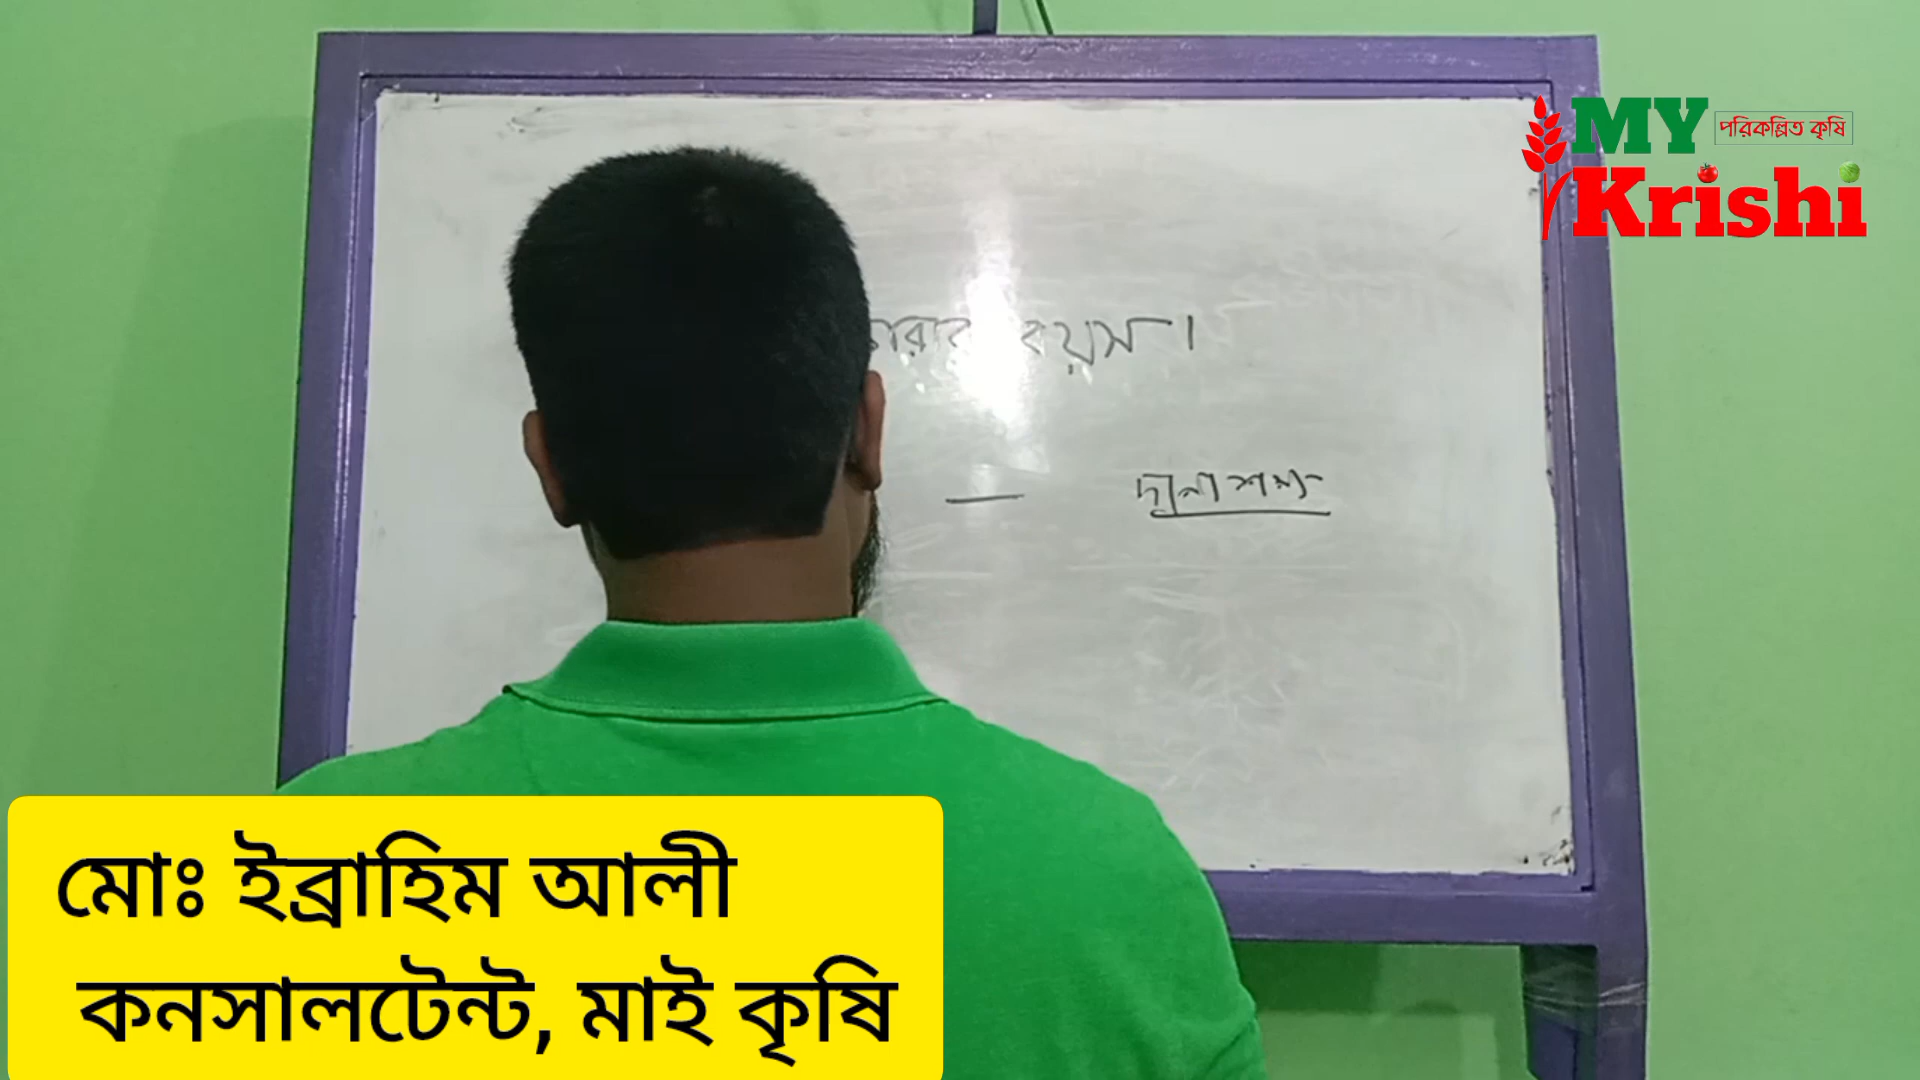 MY পরিকল্পিত কৃষি
Krishi
চারার বয়স।
দানা শস্য
মোঃ ইব্রাহিম আলী
কনসালটেন্ট, মাই কৃষি